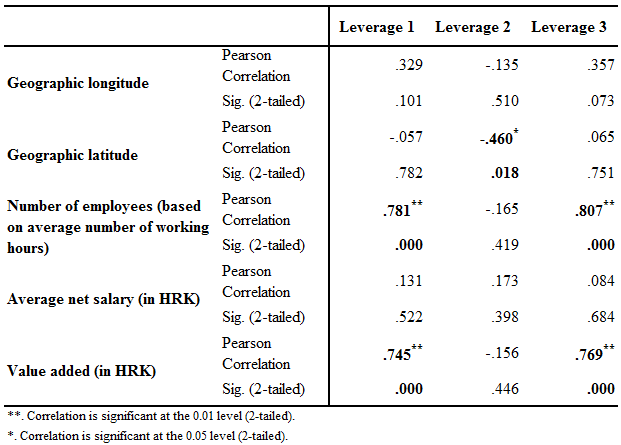 Leverage 1 Leverage 2 Leverage 3
Geographic longitude
Pearson Correlation .329 -.135 .357
Sig. (2-tailed) .101 .510 .073
Geographic latitude
Pearson Correlation -.057 -.460* .065
Sig. (2-tailed) .782 .018 .751
Number of employees (based on average number of working hours)
Pearson Correlation .781** -.165 .807**
Sig. (2-tailed) .000 .419 .000
Average net salary (in HRK)
Pearson Correlation .131 .173 .084
Sig. (2-tailed) .522 .398 .684
Value added (in HRK)
Pearson Correlation .745** -.156 .769**
Sig. (2-tailed) .000 .446 .000
**. Correlation is significant at the 0.01 level (2-tailed).
*. Correlation is significant at the 0.05 level (2-tailed).